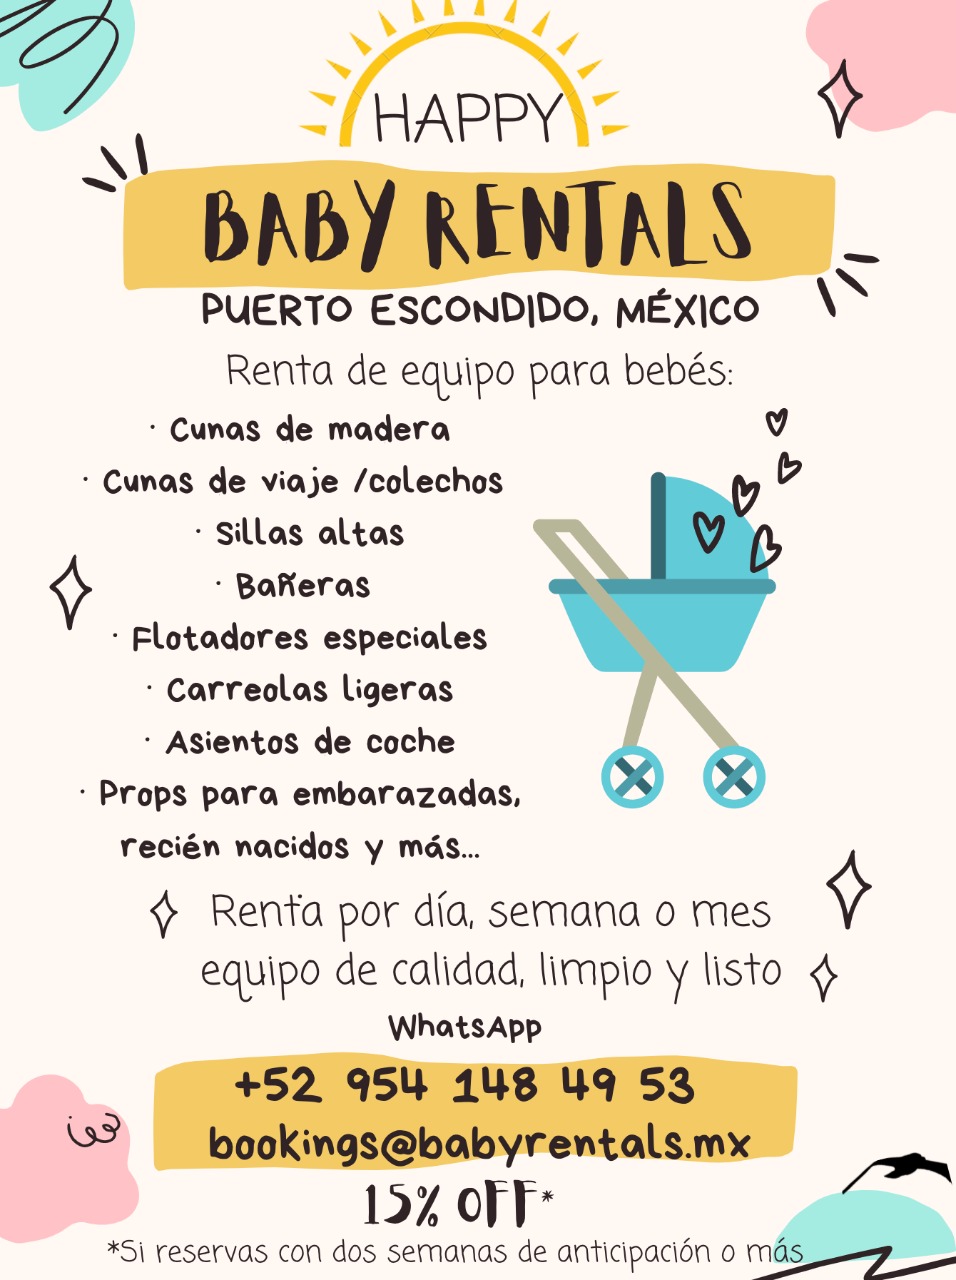 HAPPY
BABY RENTALS
PUERTO ESCONDIDO, MÉXICO
Renta de equipo para bebés:
· Cunas de madera
· Cunas de viaje /colechos
· Sillas altas
· Bañeras
· Flotadores especiales
· Carreolas ligeras
· Asientos de coche
· Props para embarazadas,
recién nacidos y más...
Renta por día, semana o mes
equipo de calidad, limpio y listo
WhatsApp
+52 954 148 49 53
bookings@babyrentals.mx
15% OFF*
*Si reservas con dos semanas de anticipación o más